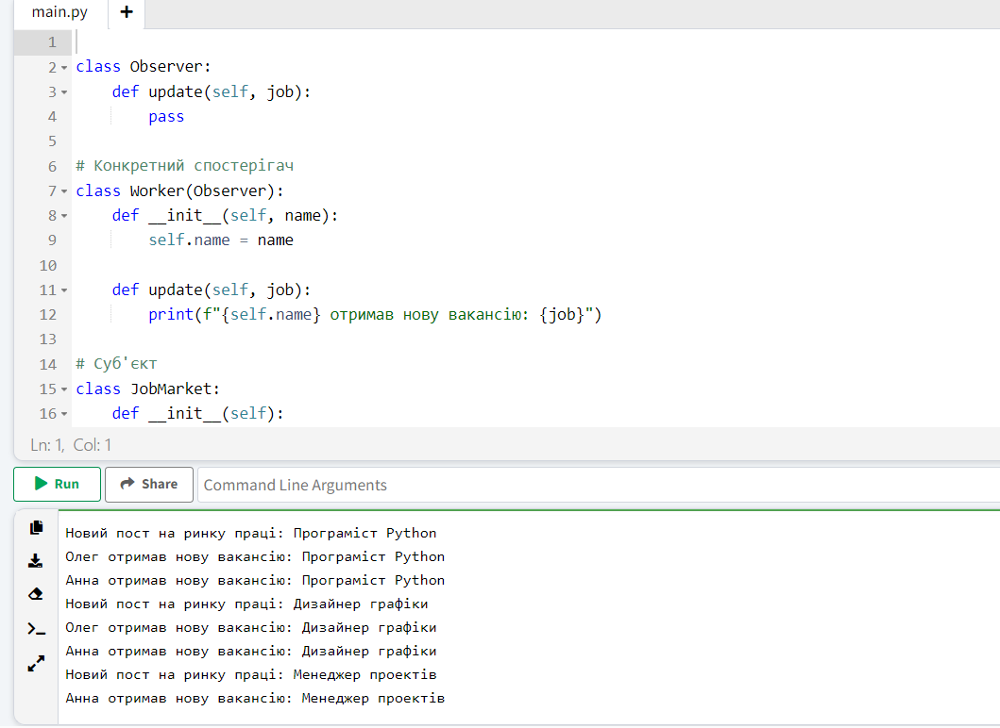 main.py +
1
2 class Observer:
3     def update(self, job):
4         pass
5
6 # Конкретний спостерігач
7 class Worker(Observer):
8     def __init__(self, name):
9         self.name = name
10
11     def update(self, job):
12         print(f"{self.name} отримав нову вакансію: {job}")
13
14 # Суб'єкт
15 class JobMarket:
16     def __init__(self):
Ln: 1, Col: 1
Run Share Command Line Arguments
Новий пост на ринку праці: Програміст Python
Олег отримав нову вакансію: Програміст Python
Анна отримав нову вакансію: Програміст Python
Новий пост на ринку праці: Дизайнер графіки
Олег отримав нову вакансію: Дизайнер графіки
Анна отримав нову вакансію: Дизайнер графіки
Новий пост на ринку праці: Менеджер проектів
Анна отримав нову вакансію: Менеджер проектів